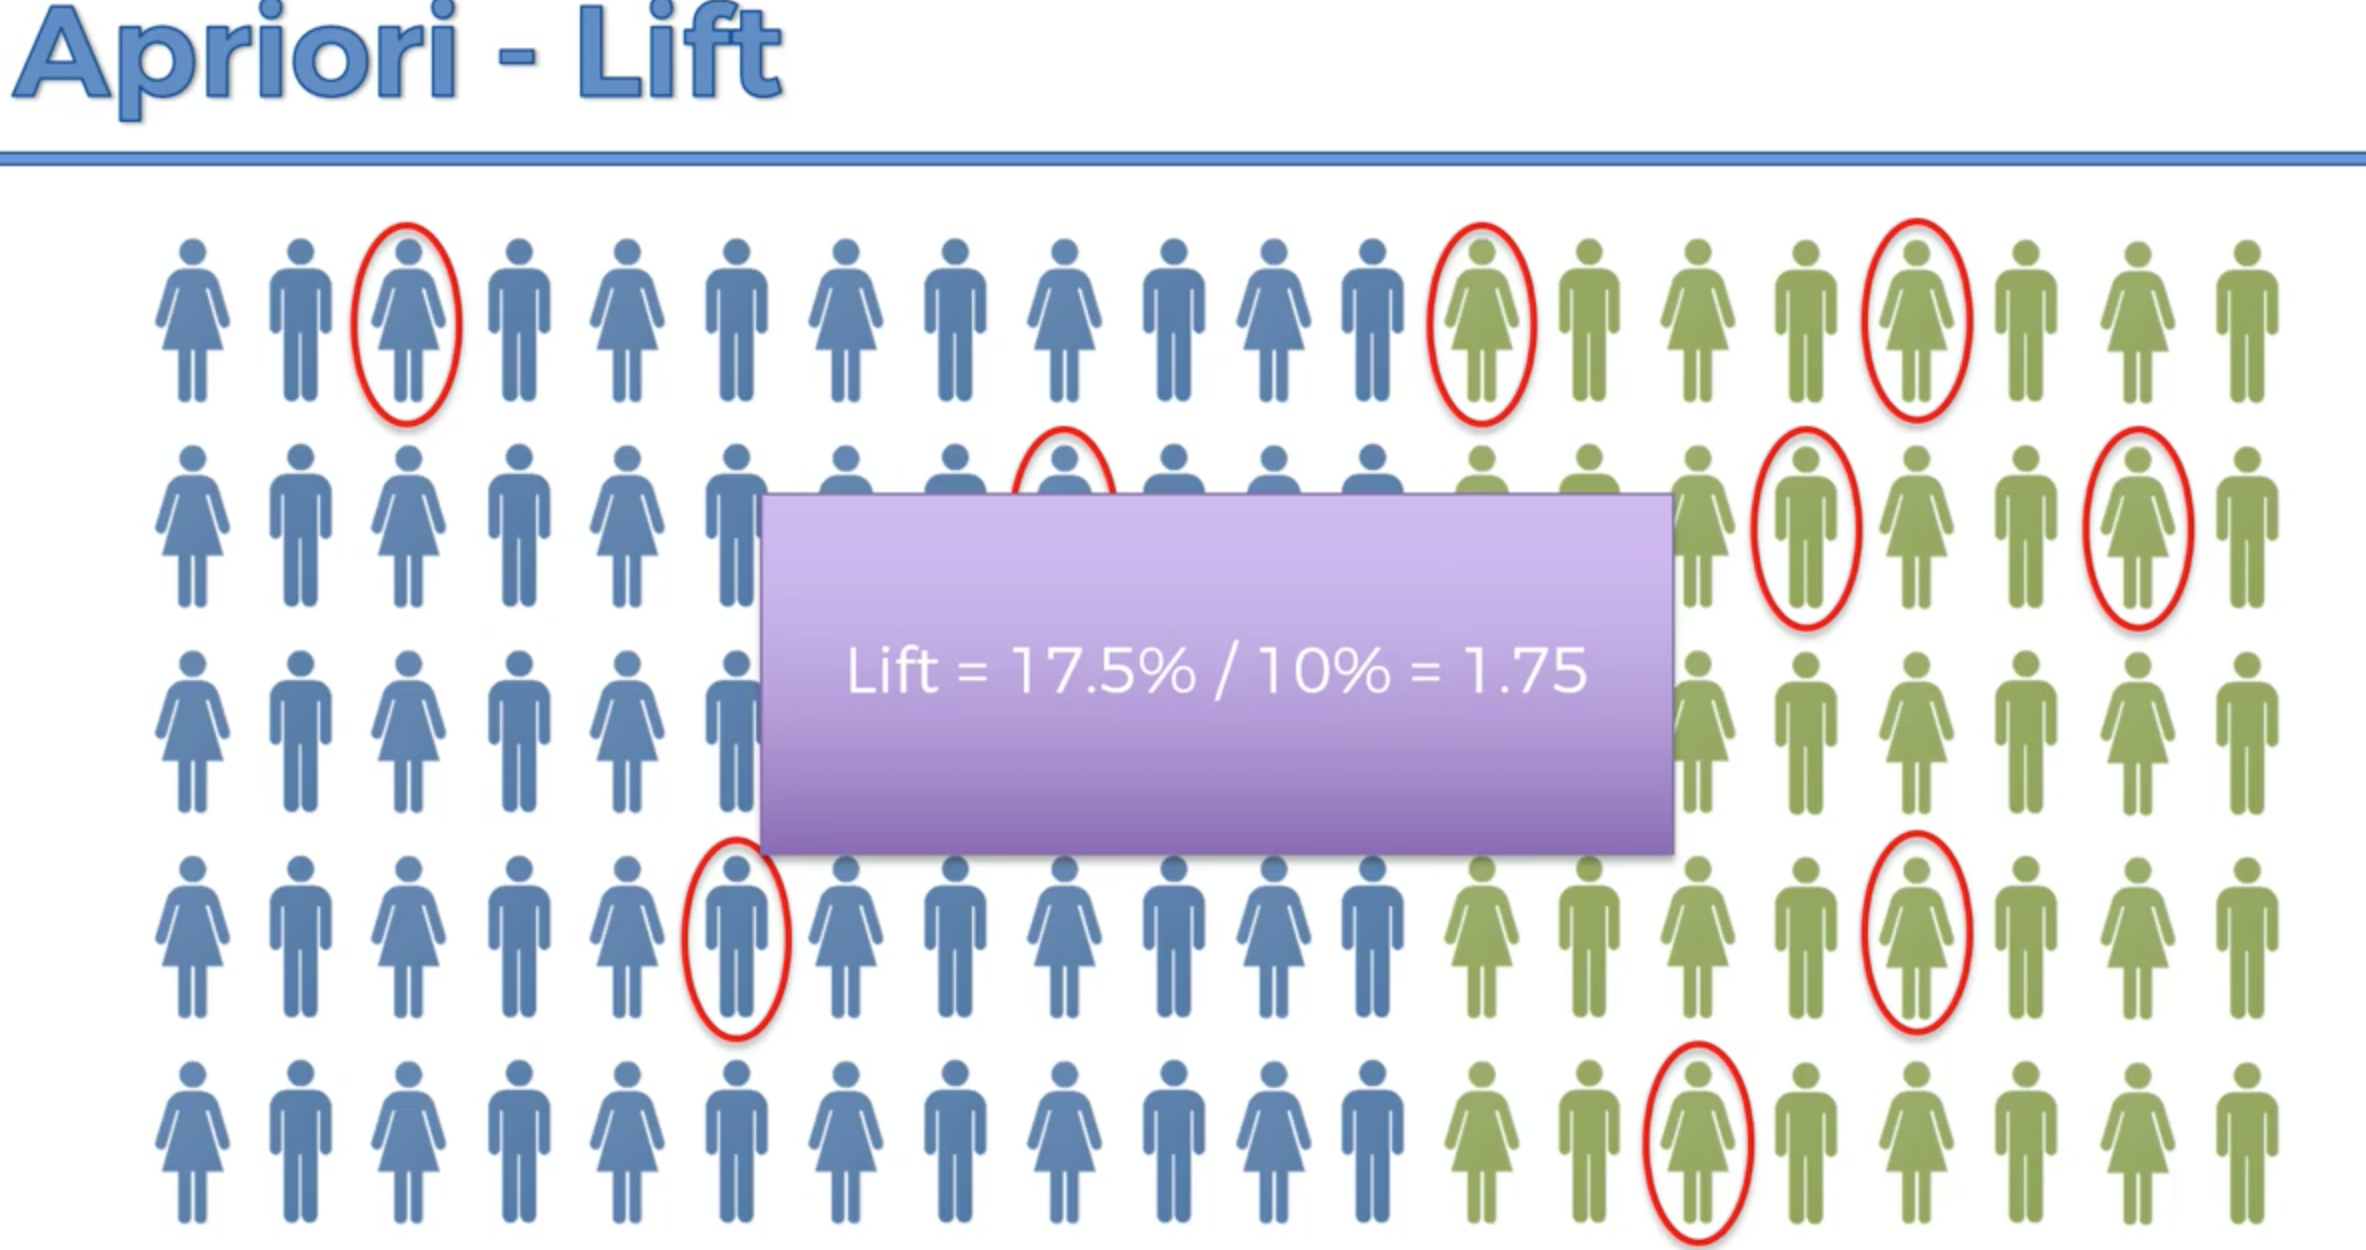 Apriori - Lift
Lift = 17.5% / 10% = 1.75